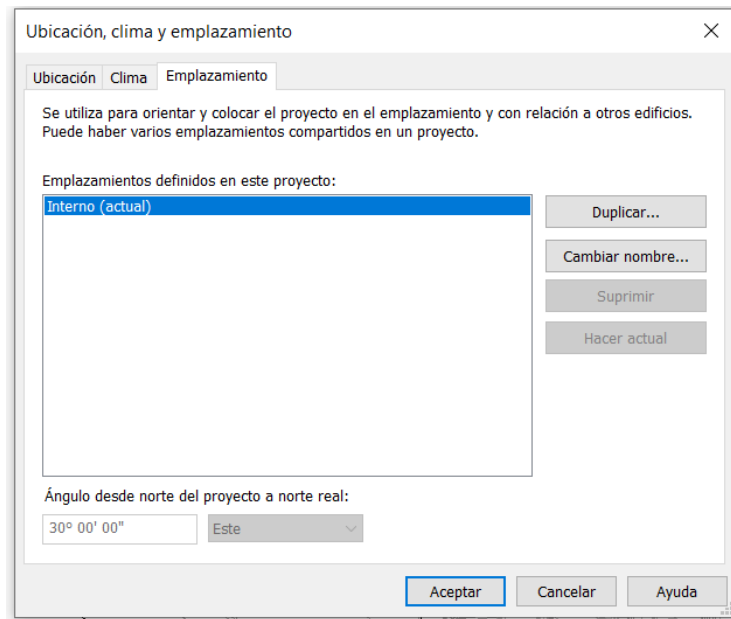 Ubicación, clima y emplazamiento
Ubicación Clima Emplazamiento
Se utiliza para orientar y colocar el proyecto en el emplazamiento y con relación a otros edificios.
Puede haber varios emplazamientos compartidos en un proyecto.
Emplazamientos definidos en este proyecto:
Interno (actual)
Duplicar...
Cambiar nombre...
Suprimir
Hacer actual
Ángulo desde norte del proyecto a norte real:
30º 00' 00"
Este
Aceptar Cancelar Ayuda